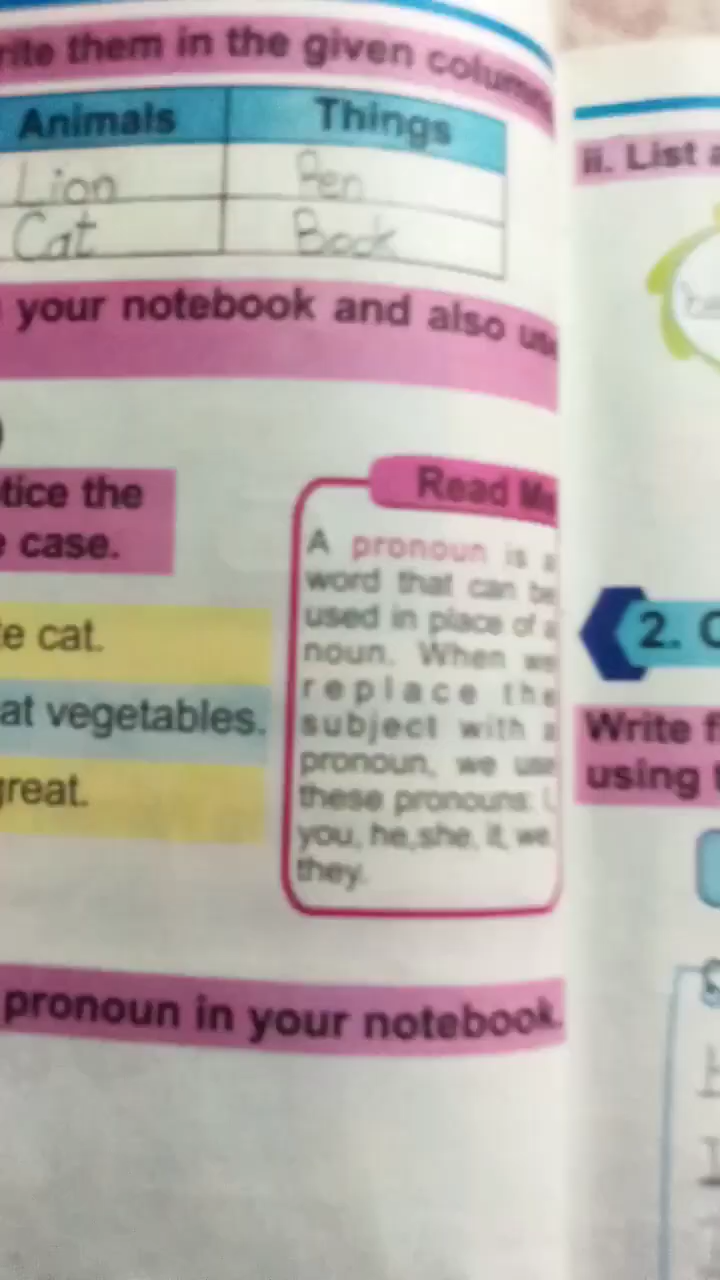 rite them in the given column
Animals Things
Lion Pen
Cat Book
your notebook and also use
tice the
case.
e cat.
at vegetables.
great.
Read Me
A pronoun is a
word that can be
used in place of a
noun. When we
replace the
subject with a
pronoun, we use
these pronouns: I,
you, he, she, it, we,
they.
pronoun in your notebook.
ii. List a
2. C
Write f
using t